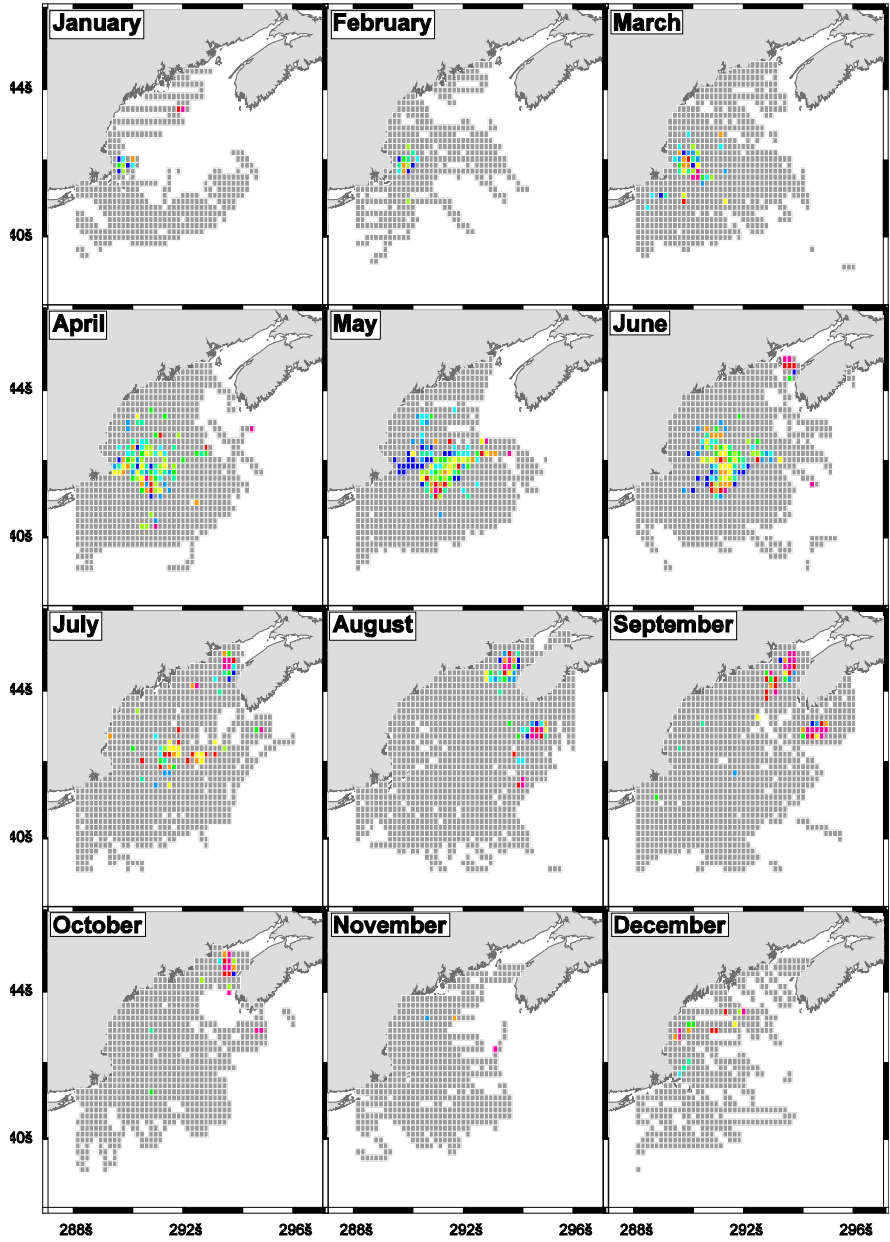 January
February
March
44š
40š
April
May
June
44š
40š
July
August
September
44š
40š
October
November
December
44š
40š
288š 292š 296š 288š 292š 296š 288š 292š 296š